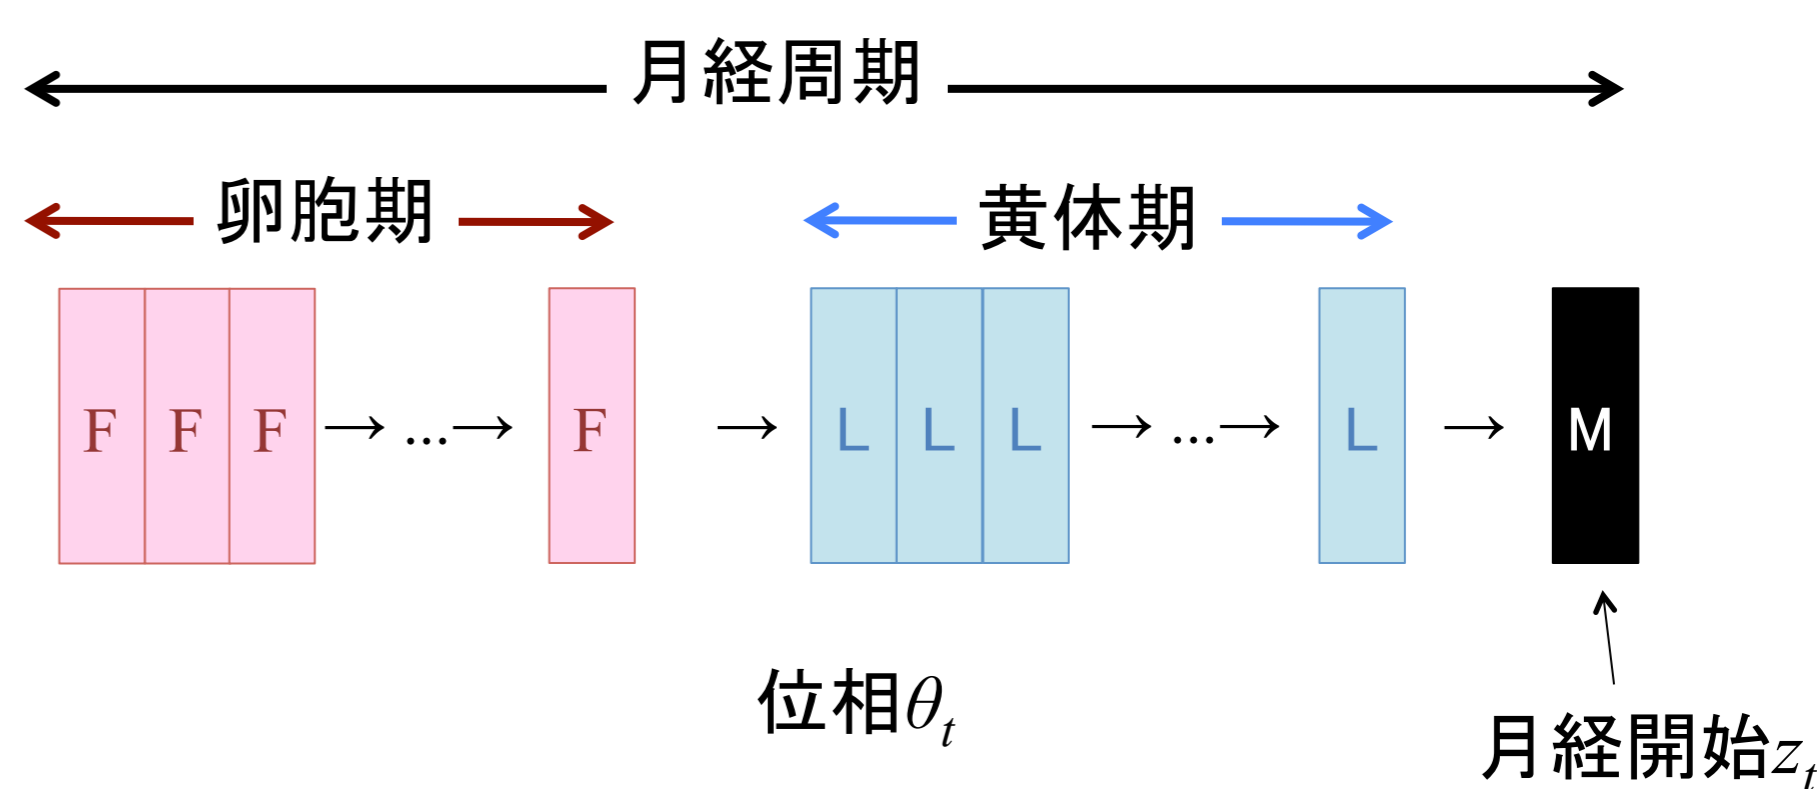 月経周期
卵胞期 黄体期
F F F →...→ F → L L L →...→ L → M
位相θt
月経開始zt